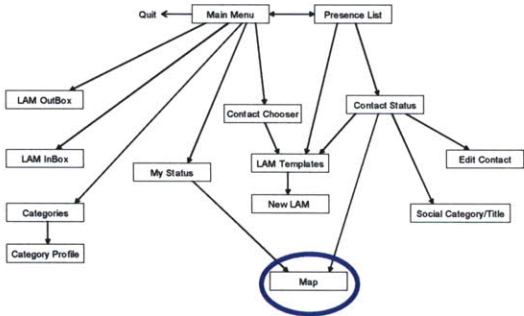 Quit
Main Menu
Presence List
LAM OutBox
Contact Chooser
Contact Status
LAM InBox
My Status
LAM Templates
Edit Contact
Categories
New LAM
Social Category/Title
Category Profile
Map